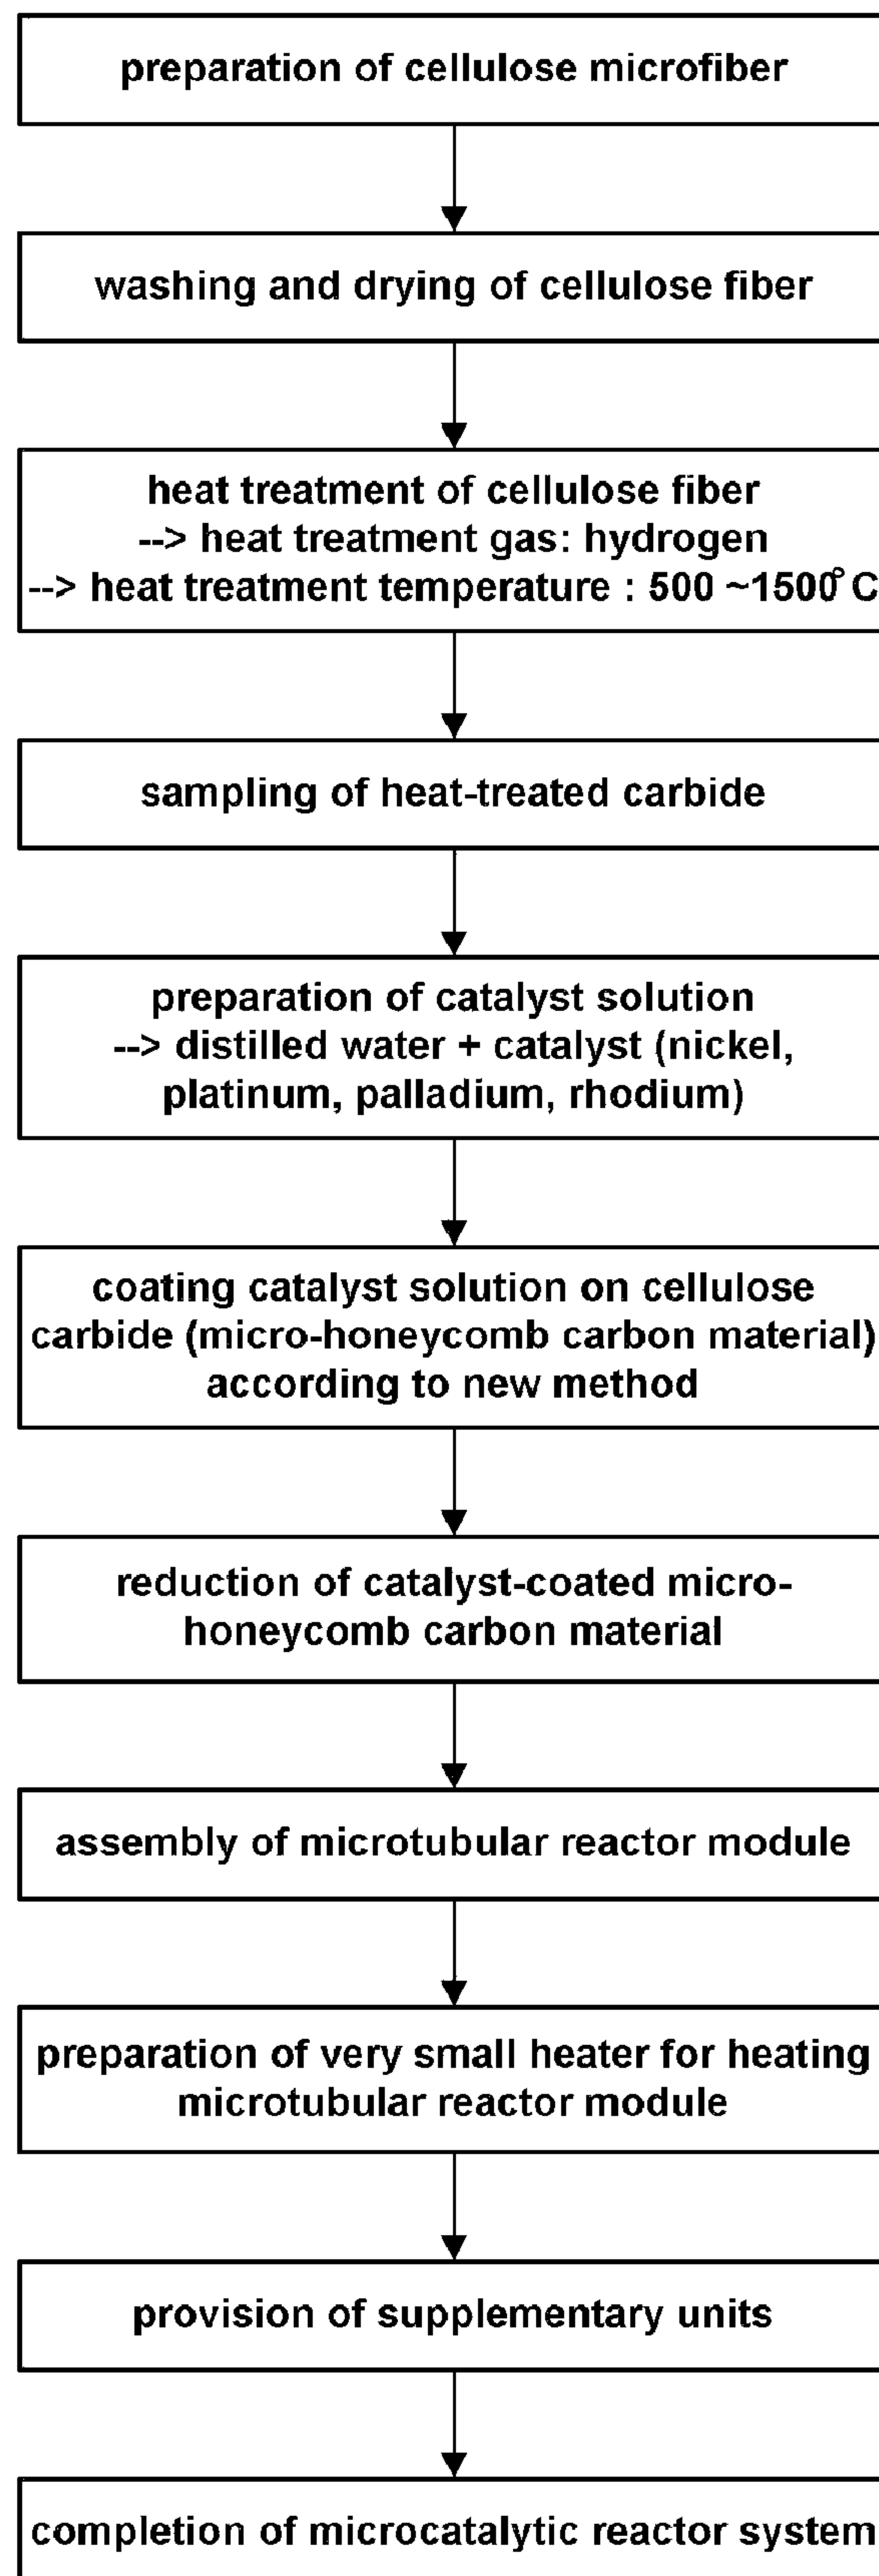 preparation of cellulose microfiber
washing and drying of cellulose fiber
heat treatment of cellulose fiber
--> heat treatment gas: hydrogen
--> heat treatment temperature : 500 ~1500°C
sampling of heat-treated carbide
preparation of catalyst solution
--> distilled water + catalyst (nickel,
platinum, palladium, rhodium)
coating catalyst solution on cellulose
carbide (micro-honeycomb carbon material)
according to new method
reduction of catalyst-coated micro-
honeycomb carbon material
assembly of microtubular reactor module
preparation of very small heater for heating
microtubular reactor module
provision of supplementary units
completion of microcatalytic reactor system